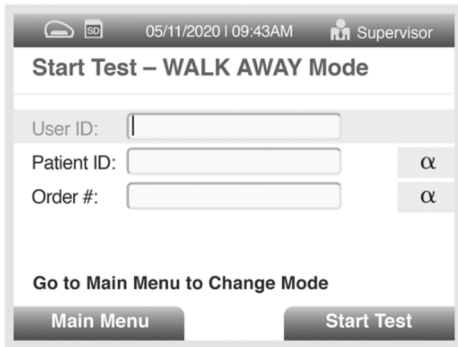 SD 05/11/2020 | 09:43AM Supervisor
Start Test – WALK AWAY Mode
User ID:
Patient ID: α
Order #: α
Go to Main Menu to Change Mode
Main Menu Start Test